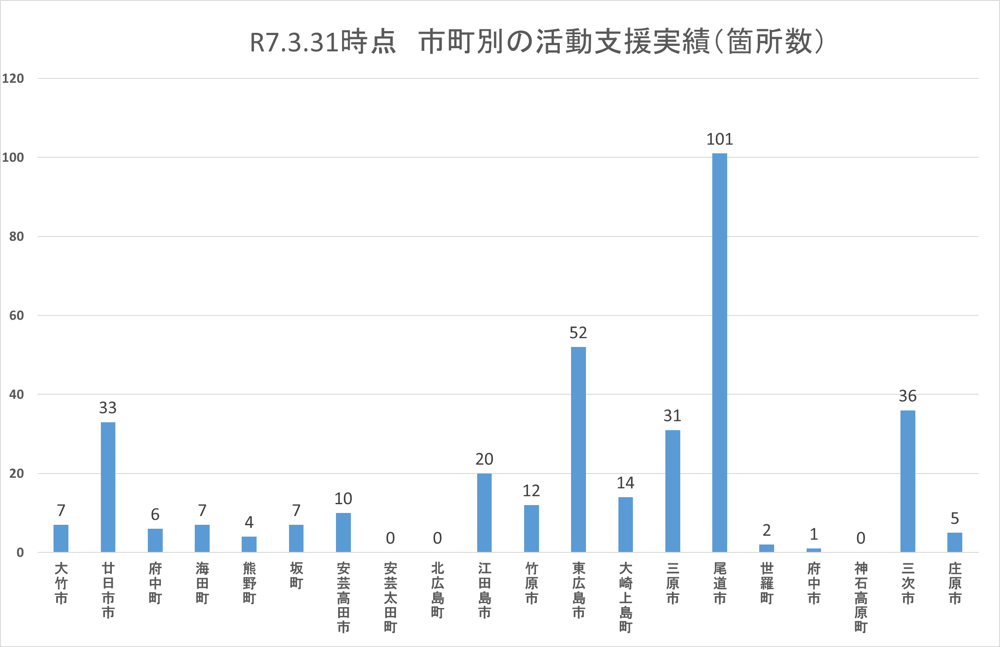 R7.3.31時点　市町別の活動支援実績（箇所数）
120
100
80
60
40
20
0
7
33
6
7
4
7
10
0
0
20
12
52
14
31
101
2
1
0
36
5
大竹市
廿日市市
府中町
海田町
熊野町
坂町
安芸高田市
安芸太田町
北広島町
江田島市
竹原市
東広島市
大崎上島町
三原市
尾道市
世羅町
府中市
神石高原町
三次市
庄原市